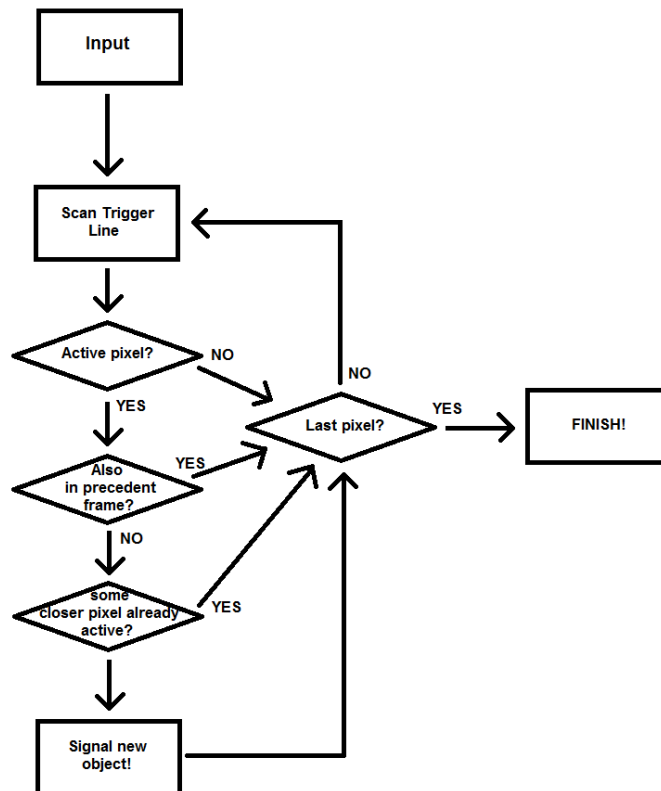 Input
Scan Trigger
Line
Active pixel?
NO
YES
NO
Last pixel?
YES
FINISH!
Also
in precedent
frame?
YES
NO
some
closer pixel already
active?
YES
Signal new
object!